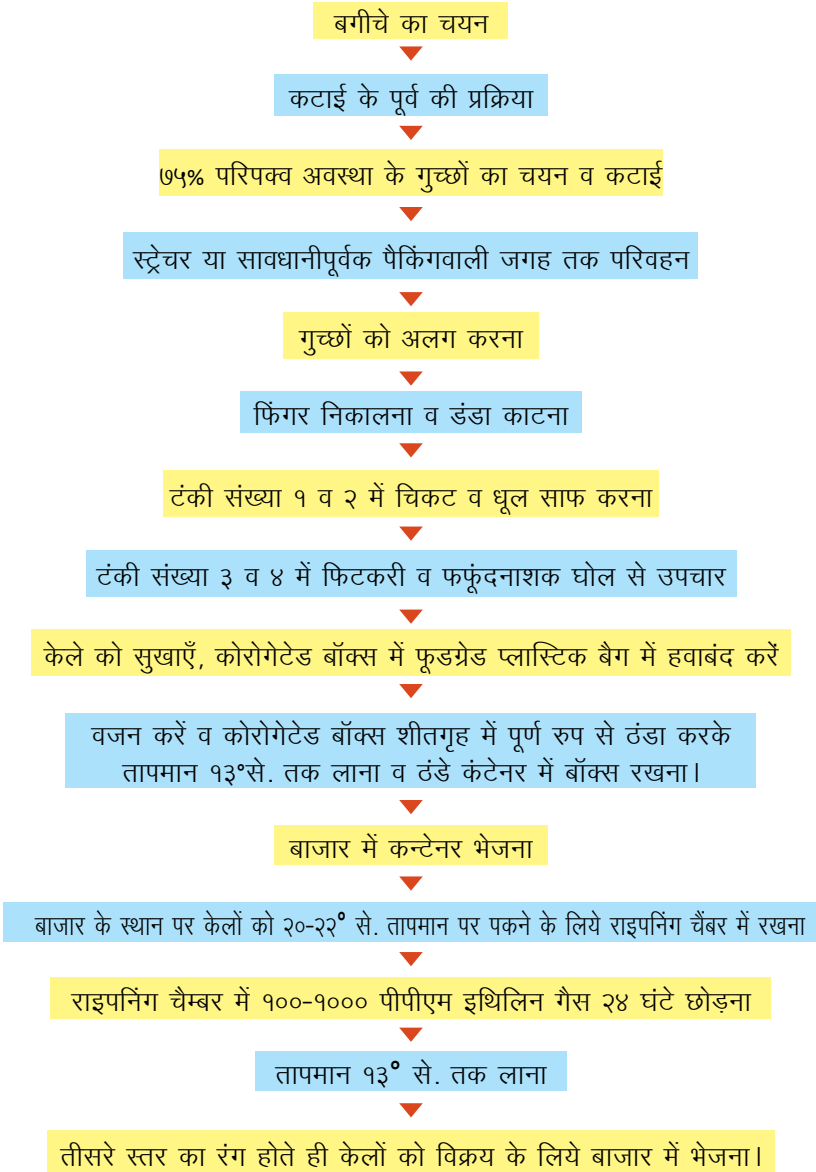 बगीचे का चयन
कटाई के पूर्व की प्रक्रिया
७५% परिपक्व अवस्था के गुच्छों का चयन व कटाई
स्ट्रेचर या सावधानीपूर्वक पैकिंगवाली जगह तक परिवहन
गुच्छों को अलग करना
फिंगर निकालना व डंडा काटना
टंकी संख्या १ व २ में चिकट व धूल साफ करना
टंकी संख्या ३ व ४ में फिटकरी व फफूंदनाशक घोल से उपचार
केले को सुखाएँ, कोरोगेटेड बॉक्स में फूडग्रेड प्लास्टिक बैग में हवाबंद करें
वजन करें व कोरोगेटेड बॉक्स शीतगृह में पूर्ण रुप से ठंडा करके
तापमान १३°से. तक लाना व ठंडे कंटेनर में बॉक्स रखना।
बाजार में कन्टेनर भेजना
बाजार के स्थान पर केलों को २०-२२° से. तापमान पर पकने के लिये राइपनिंग चैंबर में रखना
राइपनिंग चैम्बर में १००-१००० पीपीएम इथिलिन गैस २४ घंटे छोड़ना
तापमान १३° से. तक लाना
तीसरे स्तर का रंग होते ही केलों को विक्रय के लिये बाजार में भेजना।